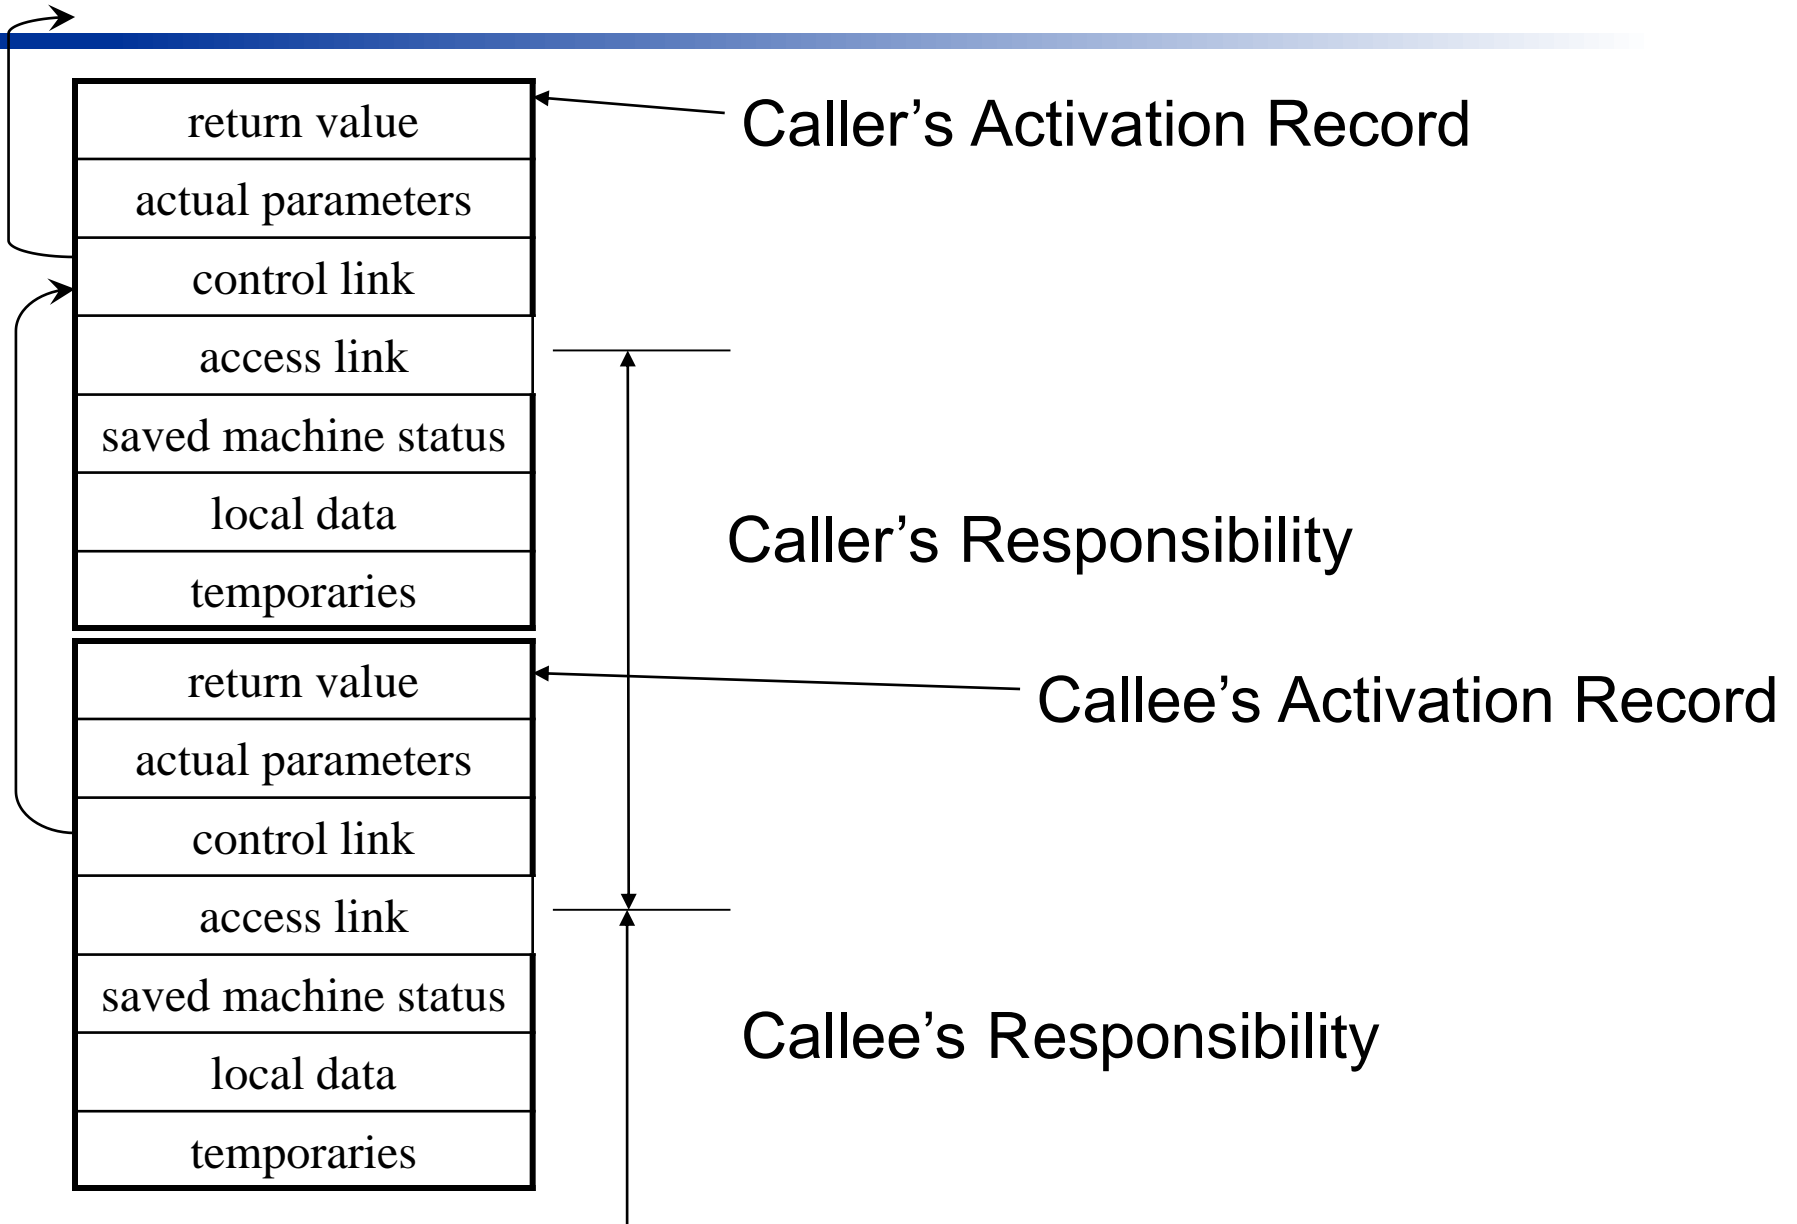 return value
Caller’s Activation Record
actual parameters
control link
access link
saved machine status
local data
Caller’s Responsibility
temporaries
return value
Callee’s Activation Record
actual parameters
control link
access link
saved machine status
Callee’s Responsibility
local data
temporaries